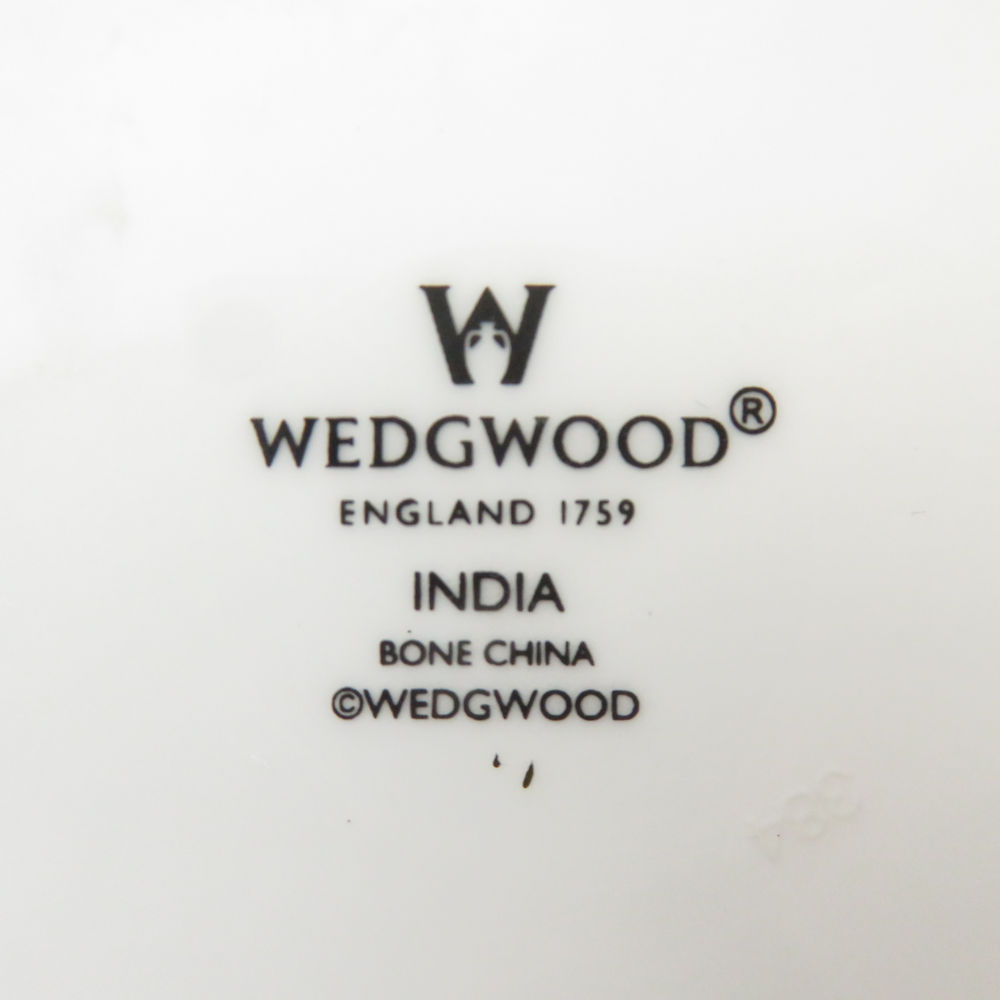 W
WEDGWOOD®
ENGLAND 1759
INDIA
BONE CHINA
©WEDGWOOD